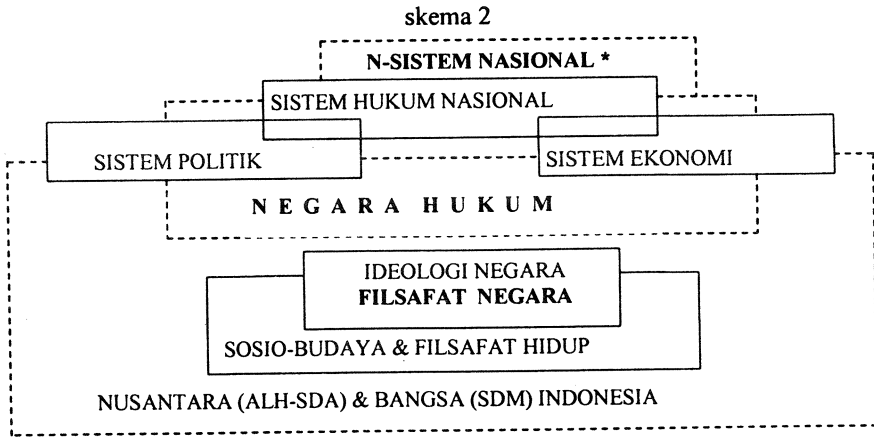 skema 2
N-SISTEM NASIONAL *
SISTEM HUKUM NASIONAL
SISTEM POLITIK
SISTEM EKONOMI
N E G A R A H U K U M
IDEOLOGI NEGARA
FILSAFAT NEGARA
SOSIO-BUDAYA & FILSAFAT HIDUP
NUSANTARA (ALH-SDA) & BANGSA (SDM) INDONESIA